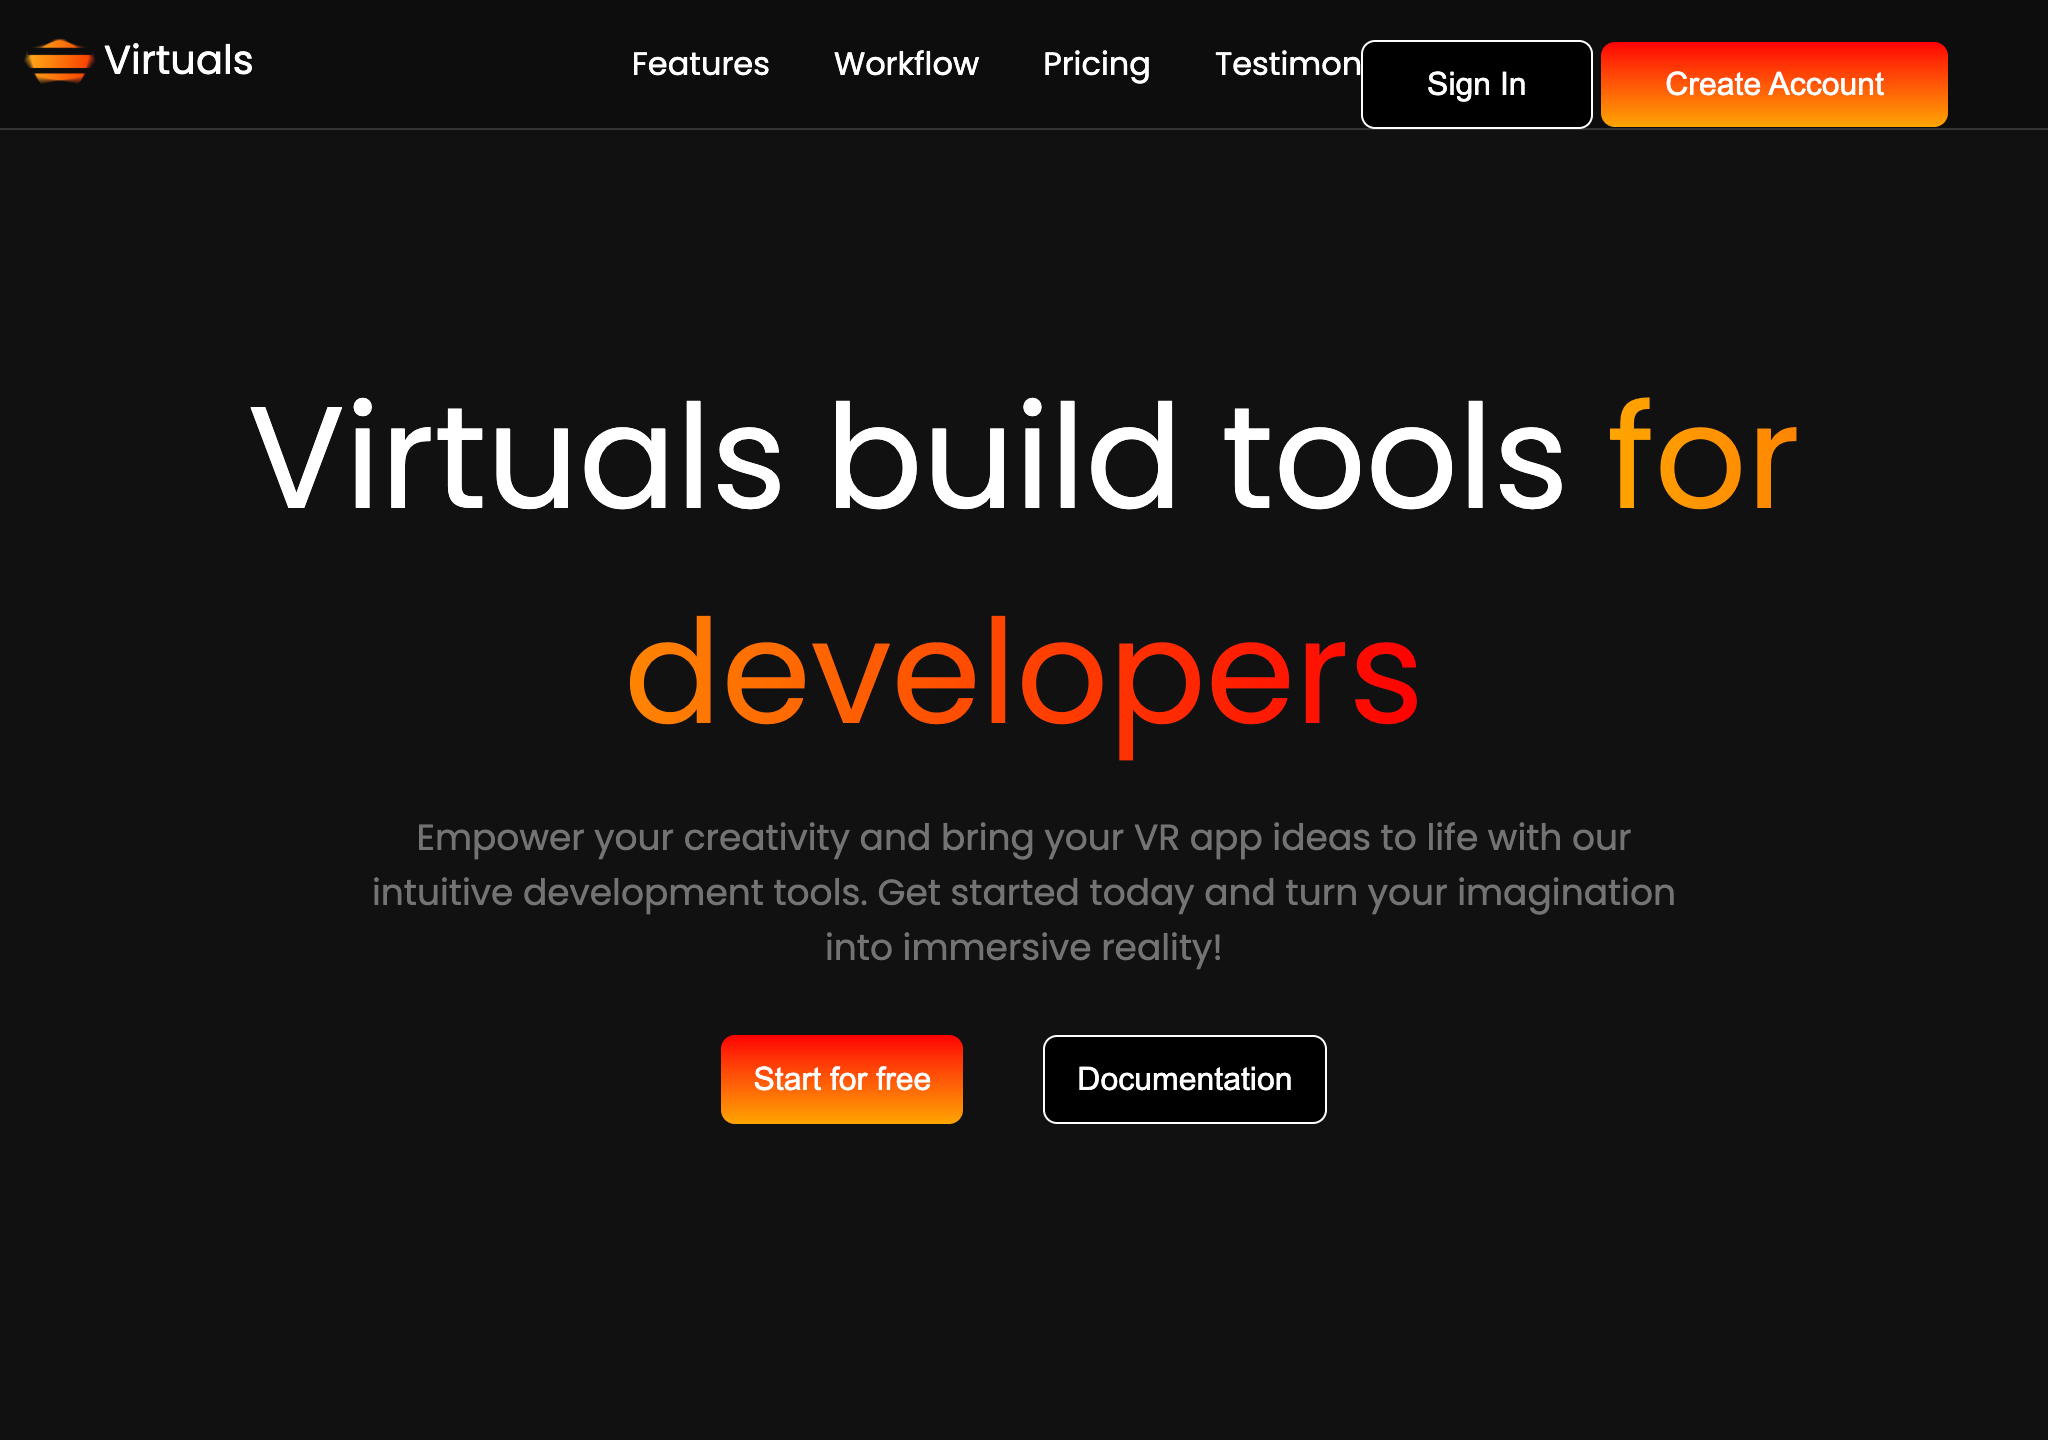 Virtuals
Features Workflow Pricing Testimon
Sign In
Create Account
Virtuals build tools for
developers
Empower your creativity and bring your VR app ideas to life with our
intuitive development tools. Get started today and turn your imagination
into immersive reality!
Start for free
Documentation